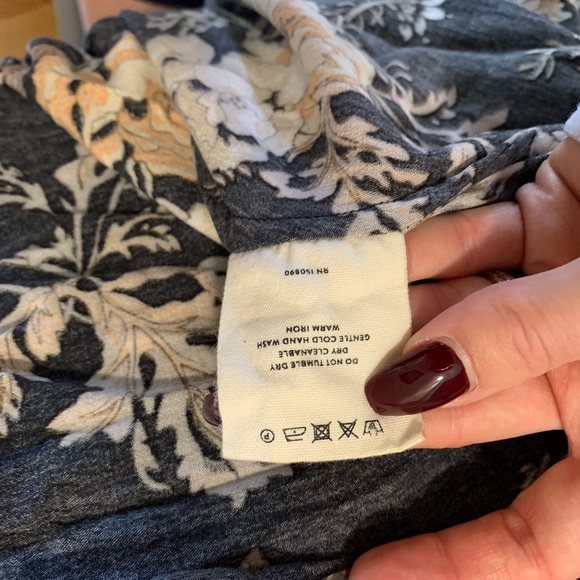 P
DO NOT TUMBLE DRY
DRY CLEANABLE
GENTLE COLD HAND WASH
WARM IRON
RN 150890